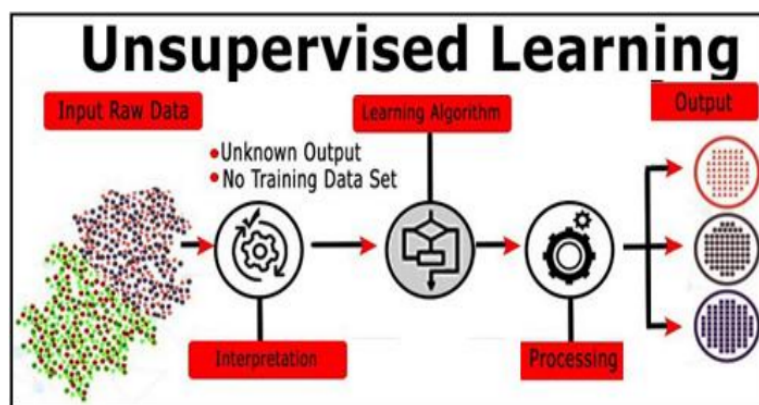 Unsupervised Learning
Input Raw Data
Learning Algorithm
Output
Unknown Output
No Training Data Set
Interpretation
Processing